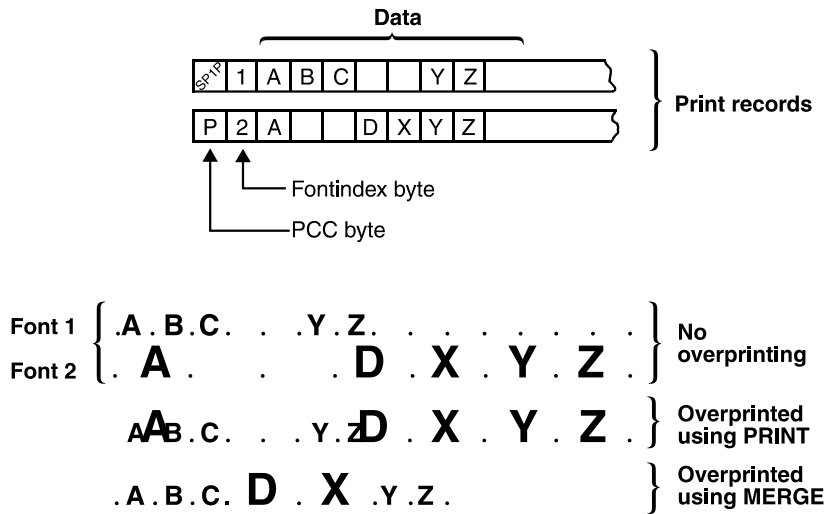 Data
SP1P 1 A B C Y Z
P 2 A D X Y Z
Print records
Fontindex byte
PCC byte
Font 1 .A . B . C . . . . Y . Z . . . . . . . .
Font 2 . A . . . D . X . Y . Z .
No
overprinting
AAB . C . . . . Y . ZD . X . Y . Z .
Overprinted
using PRINT
. A . B . C . D . X . Y . Z .
Overprinted
using MERGE